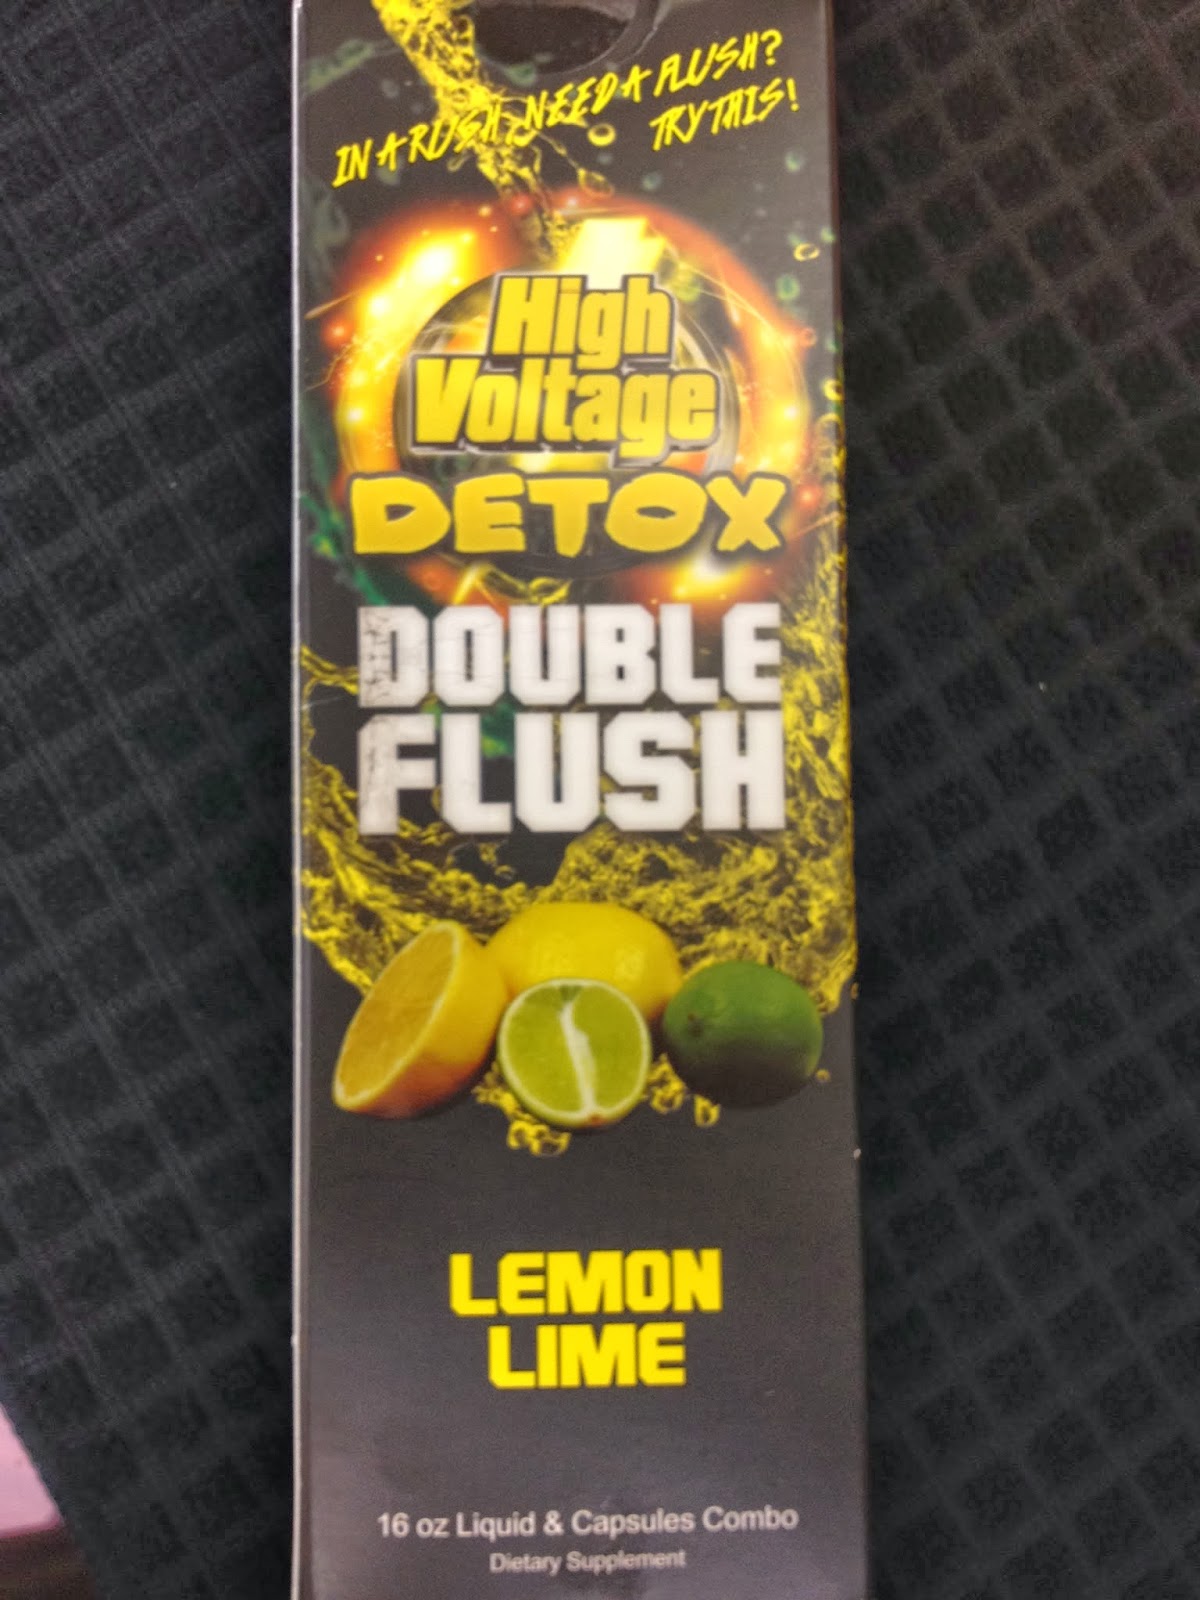 IN A RUSH, NEED A FLUSH?
TRY THIS!
High
Voltage
DETOX
DOUBLE
FLUSH
LEMON
LIME
16 oz Liquid & Capsules Combo
Dietary Supplement